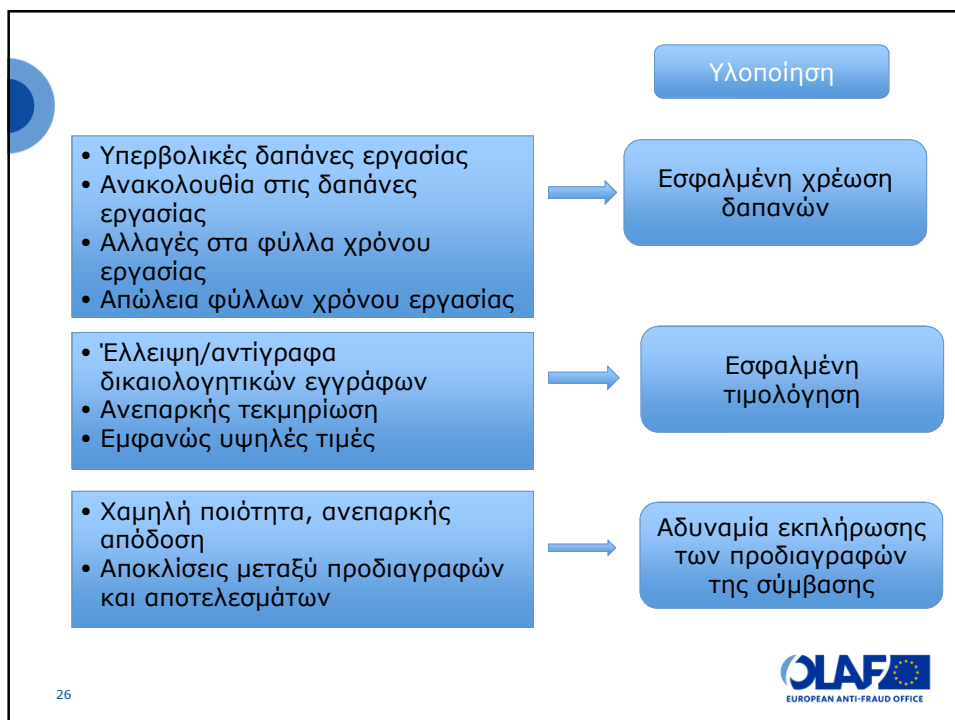 Υλοποίηση
• Υπερβολικές δαπάνες εργασίας
• Ανακολουθία στις δαπάνες
εργασίας
• Αλλαγές στα φύλλα χρόνου
εργασίας
• Απώλεια φύλλων χρόνου εργασίας
Εσφαλμένη χρέωση
δαπανών
• Έλλειψη/αντίγραφα
δικαιολογητικών εγγράφων
• Ανεπαρκής τεκμηρίωση
• Εμφανώς υψηλές τιμές
Εσφαλμένη
τιμολόγηση
• Χαμηλή ποιότητα, ανεπαρκής
απόδοση
• Αποκλίσεις μεταξύ προδιαγραφών
και αποτελεσμάτων
Αδυναμία εκπλήρωσης
των προδιαγραφών
της σύμβασης
26
OLAF
EUROPEAN ANTI-FRAUD OFFICE